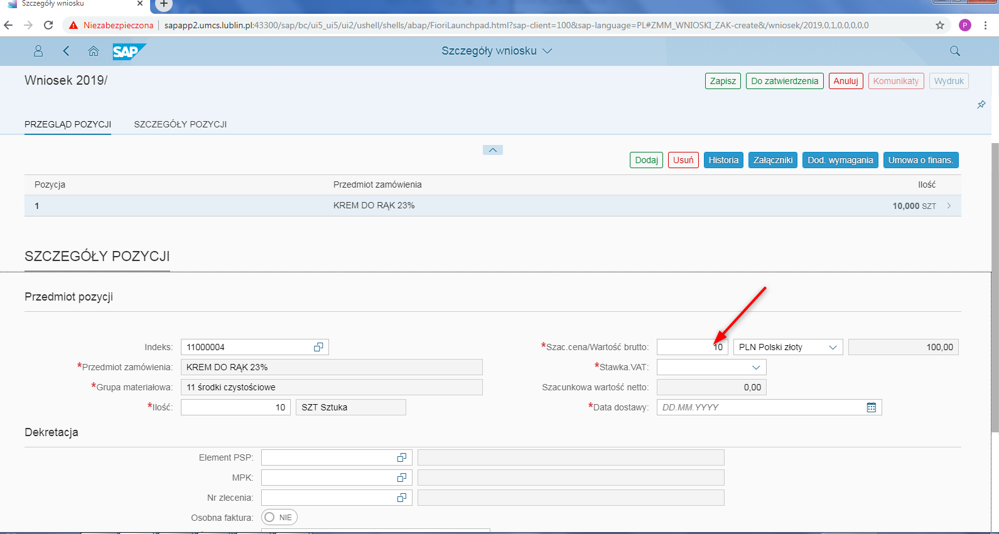 Szczegóły wniosku
Niezabezpieczona sapapp2.umcs.lublin.pl:43300/sap/bc/ui5_ui5/ui2/ushell/shells/abap/FioriLaunchpad.html?sap-client=100&sap-language=PL#ZMM_WNIOSKI_ZAK-create&/wniosek/2019,0,1,0,0,0,0,0 P
SAP Szczegóły wniosku
Wniosek 2019/ Zapisz Do zatwierdzenia Anuluj Komunikaty Wydruk
PRZEGLĄD POZYCJI SZCZEGÓŁY POZYCJI
Dodaj Usuń Historia Załączniki Dod. wymagania Umowa o finans.
Pozycja Przedmiot zamówienia Ilość
1 KREM DO RĄK 23% 10,000 SZT
SZCZEGÓŁY POZYCJI
Przedmiot pozycji
Indeks: 11000004 *Szac.cena/Wartość brutto: 10 PLN Polski złoty 100,00
*Przedmiot zamówienia: KREM DO RĄK 23% *Stawka.VAT:
*Grupa materiałowa: 11 środki czystościowe Szacunkowa wartość netto: 0,00
*Ilość: 10 SZT Sztuka *Data dostawy: DD.MM.YYYY
Dekretacja
Element PSP:
MPK:
Nr zlecenia:
Osobna faktura: NIE